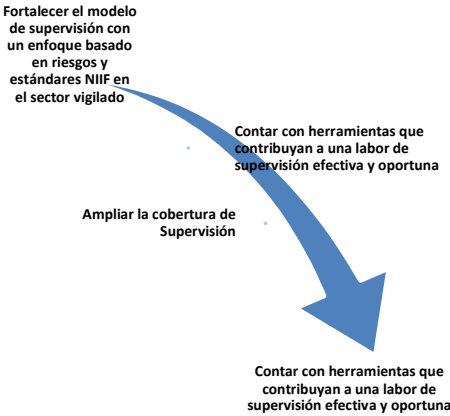 Fortalecer el modelo
de supervisión con
un enfoque basado
en riesgos y
estándares NIIF en
el sector vigilado
Contar con herramientas que
contribuyan a una labor de
supervisión efectiva y oportuna
Ampliar la cobertura de
Supervisión
Contar con herramientas que
contribuyan a una labor de
supervisión efectiva y oportuna